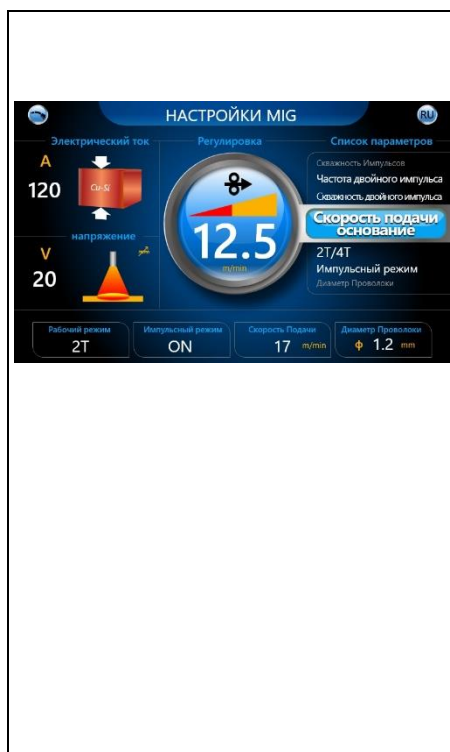 НАСТРОЙКИ MIG
RU
Электрический ток
A
120
Cu-Si
напряжение
V
20
Регулировка
12.5
m/min
Список параметров
Скважность Импульсов
Частота двойного импульса
Скважность двойного импульса
Скорость подачи
основание
2T/4T
Импульсный режим
Диаметр Проволоки
Рабочий режим
2T
Импульсный режим
ON
Скорость Подачи
17 m/min
Диаметр Проволоки
ф 1.2 mm